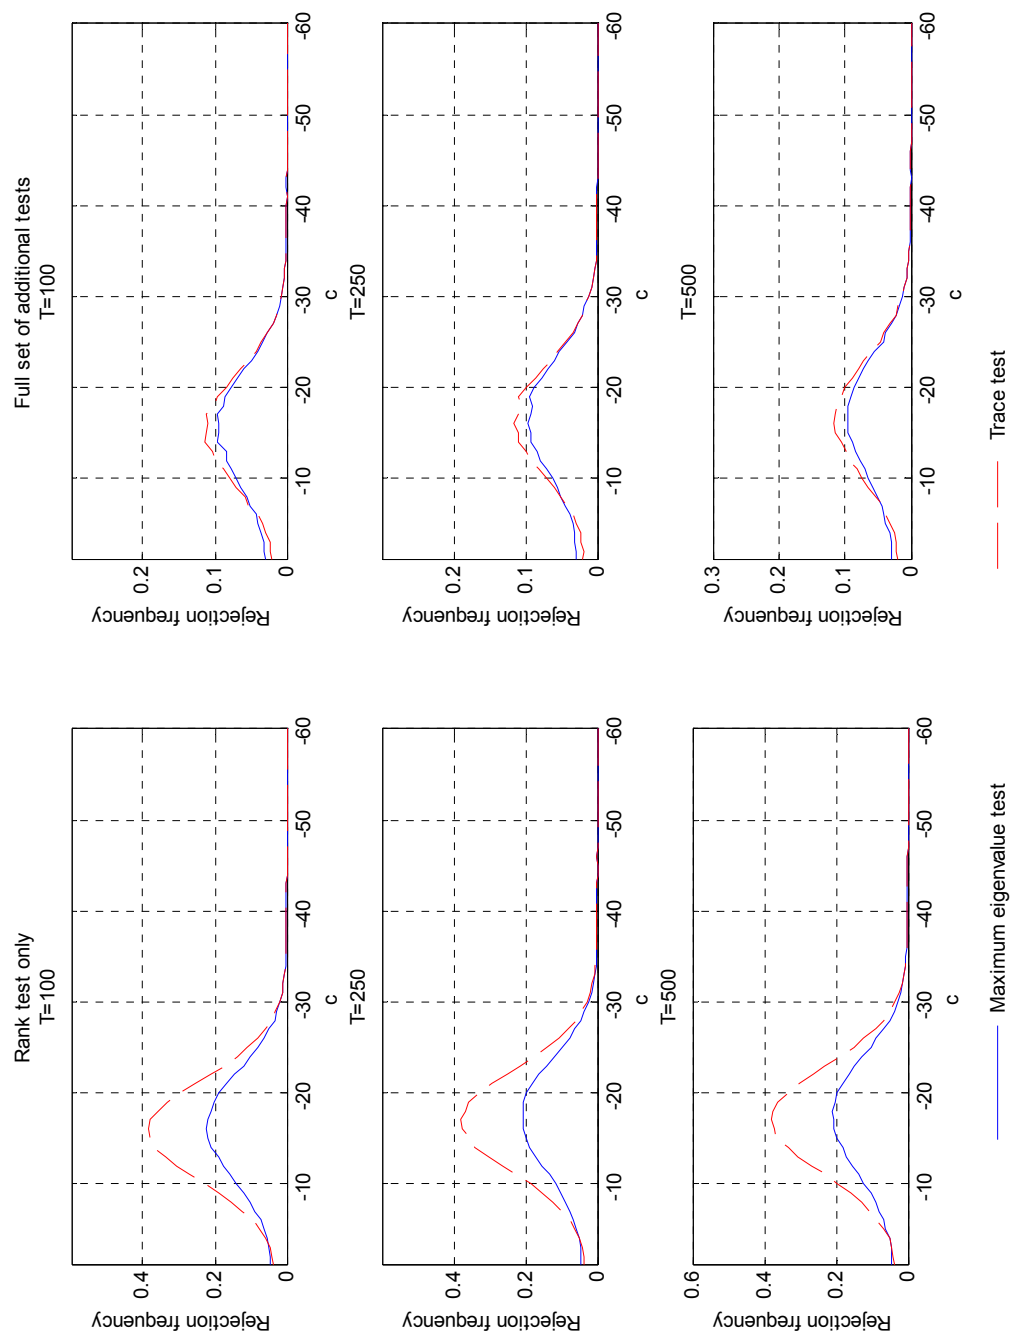 Rank test only
T=100
Rejection frequency
0.4
0.2
0
-10 -20 -30 -40 -50 -60
c
Full set of additional tests
T=100
Rejection frequency
0.2
0.1
0
-10 -20 -30 -40 -50 -60
c
T=250
Rejection frequency
0.4
0.2
0
-10 -20 -30 -40 -50 -60
c
T=250
Rejection frequency
0.2
0.1
0
-10 -20 -30 -40 -50 -60
c
T=500
Rejection frequency
0.6
0.4
0.2
0
-10 -20 -30 -40 -50 -60
c
T=500
Rejection frequency
0.3
0.2
0.1
0
-10 -20 -30 -40 -50 -60
c
Maximum eigenvalue test
Trace test